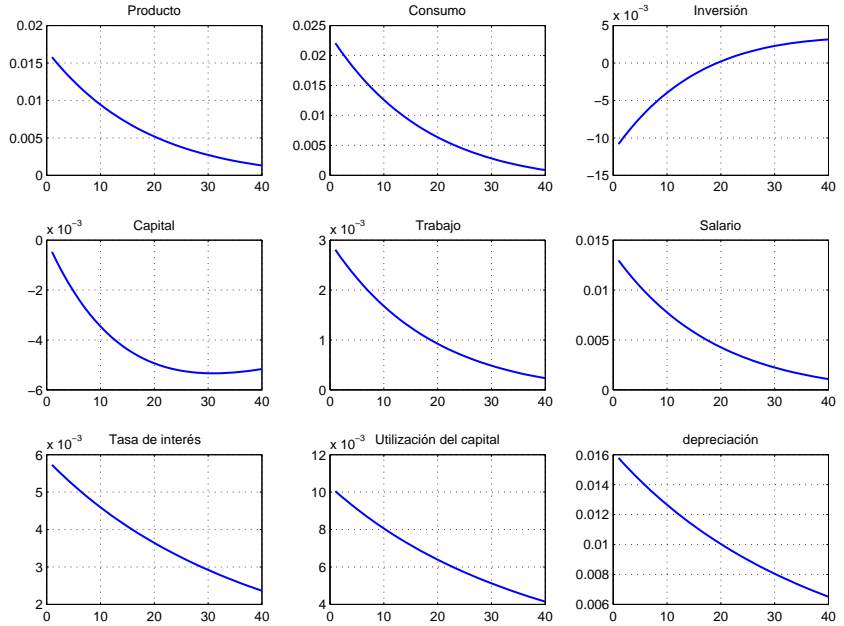 Producto
0.02
0.015
0.01
0.005
0
0 10 20 30 40
Consumo
0.025
0.02
0.015
0.01
0.005
0
0 10 20 30 40
x 10⁻³ Inversión
5
0
−5
−10
−15
0 10 20 30 40
x 10⁻³ Capital
0
−2
−4
−6
0 10 20 30 40
x 10⁻³ Trabajo
3
2
1
0
0 10 20 30 40
Salario
0.015
0.01
0.005
0
0 10 20 30 40
x 10⁻³ Tasa de interés
6
5
4
3
2
0 10 20 30 40
x 10⁻³ Utilización del capital
12
10
8
6
4
0 10 20 30 40
depreciación
0.016
0.014
0.012
0.01
0.008
0.006
0 10 20 30 40